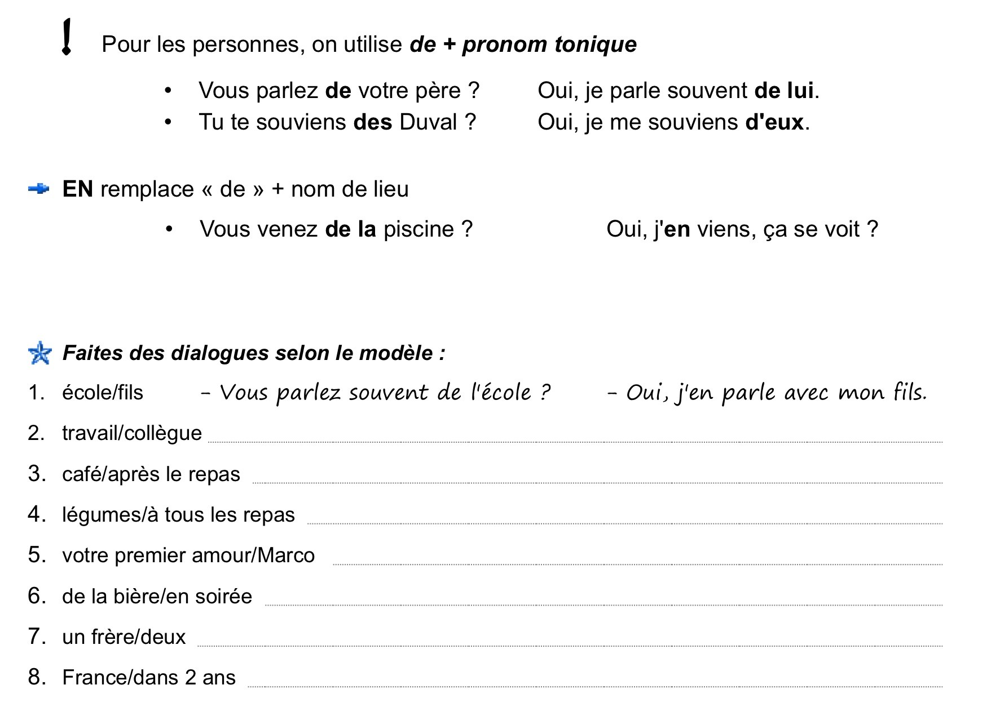 ! Pour les personnes, on utilise de + pronom tonique
• Vous parlez de votre père ? Oui, je parle souvent de lui.
• Tu te souviens des Duval ? Oui, je me souviens d'eux.
EN remplace « de » + nom de lieu
• Vous venez de la piscine ? Oui, j'en viens, ça se voit ?
Faites des dialogues selon le modèle :
1. école/fils - Vous parlez souvent de l'école ? - Oui, j'en parle avec mon fils.
2. travail/collègue
3. café/après le repas
4. légumes/à tous les repas
5. votre premier amour/Marco
6. de la bière/en soirée
7. un frère/deux
8. France/dans 2 ans